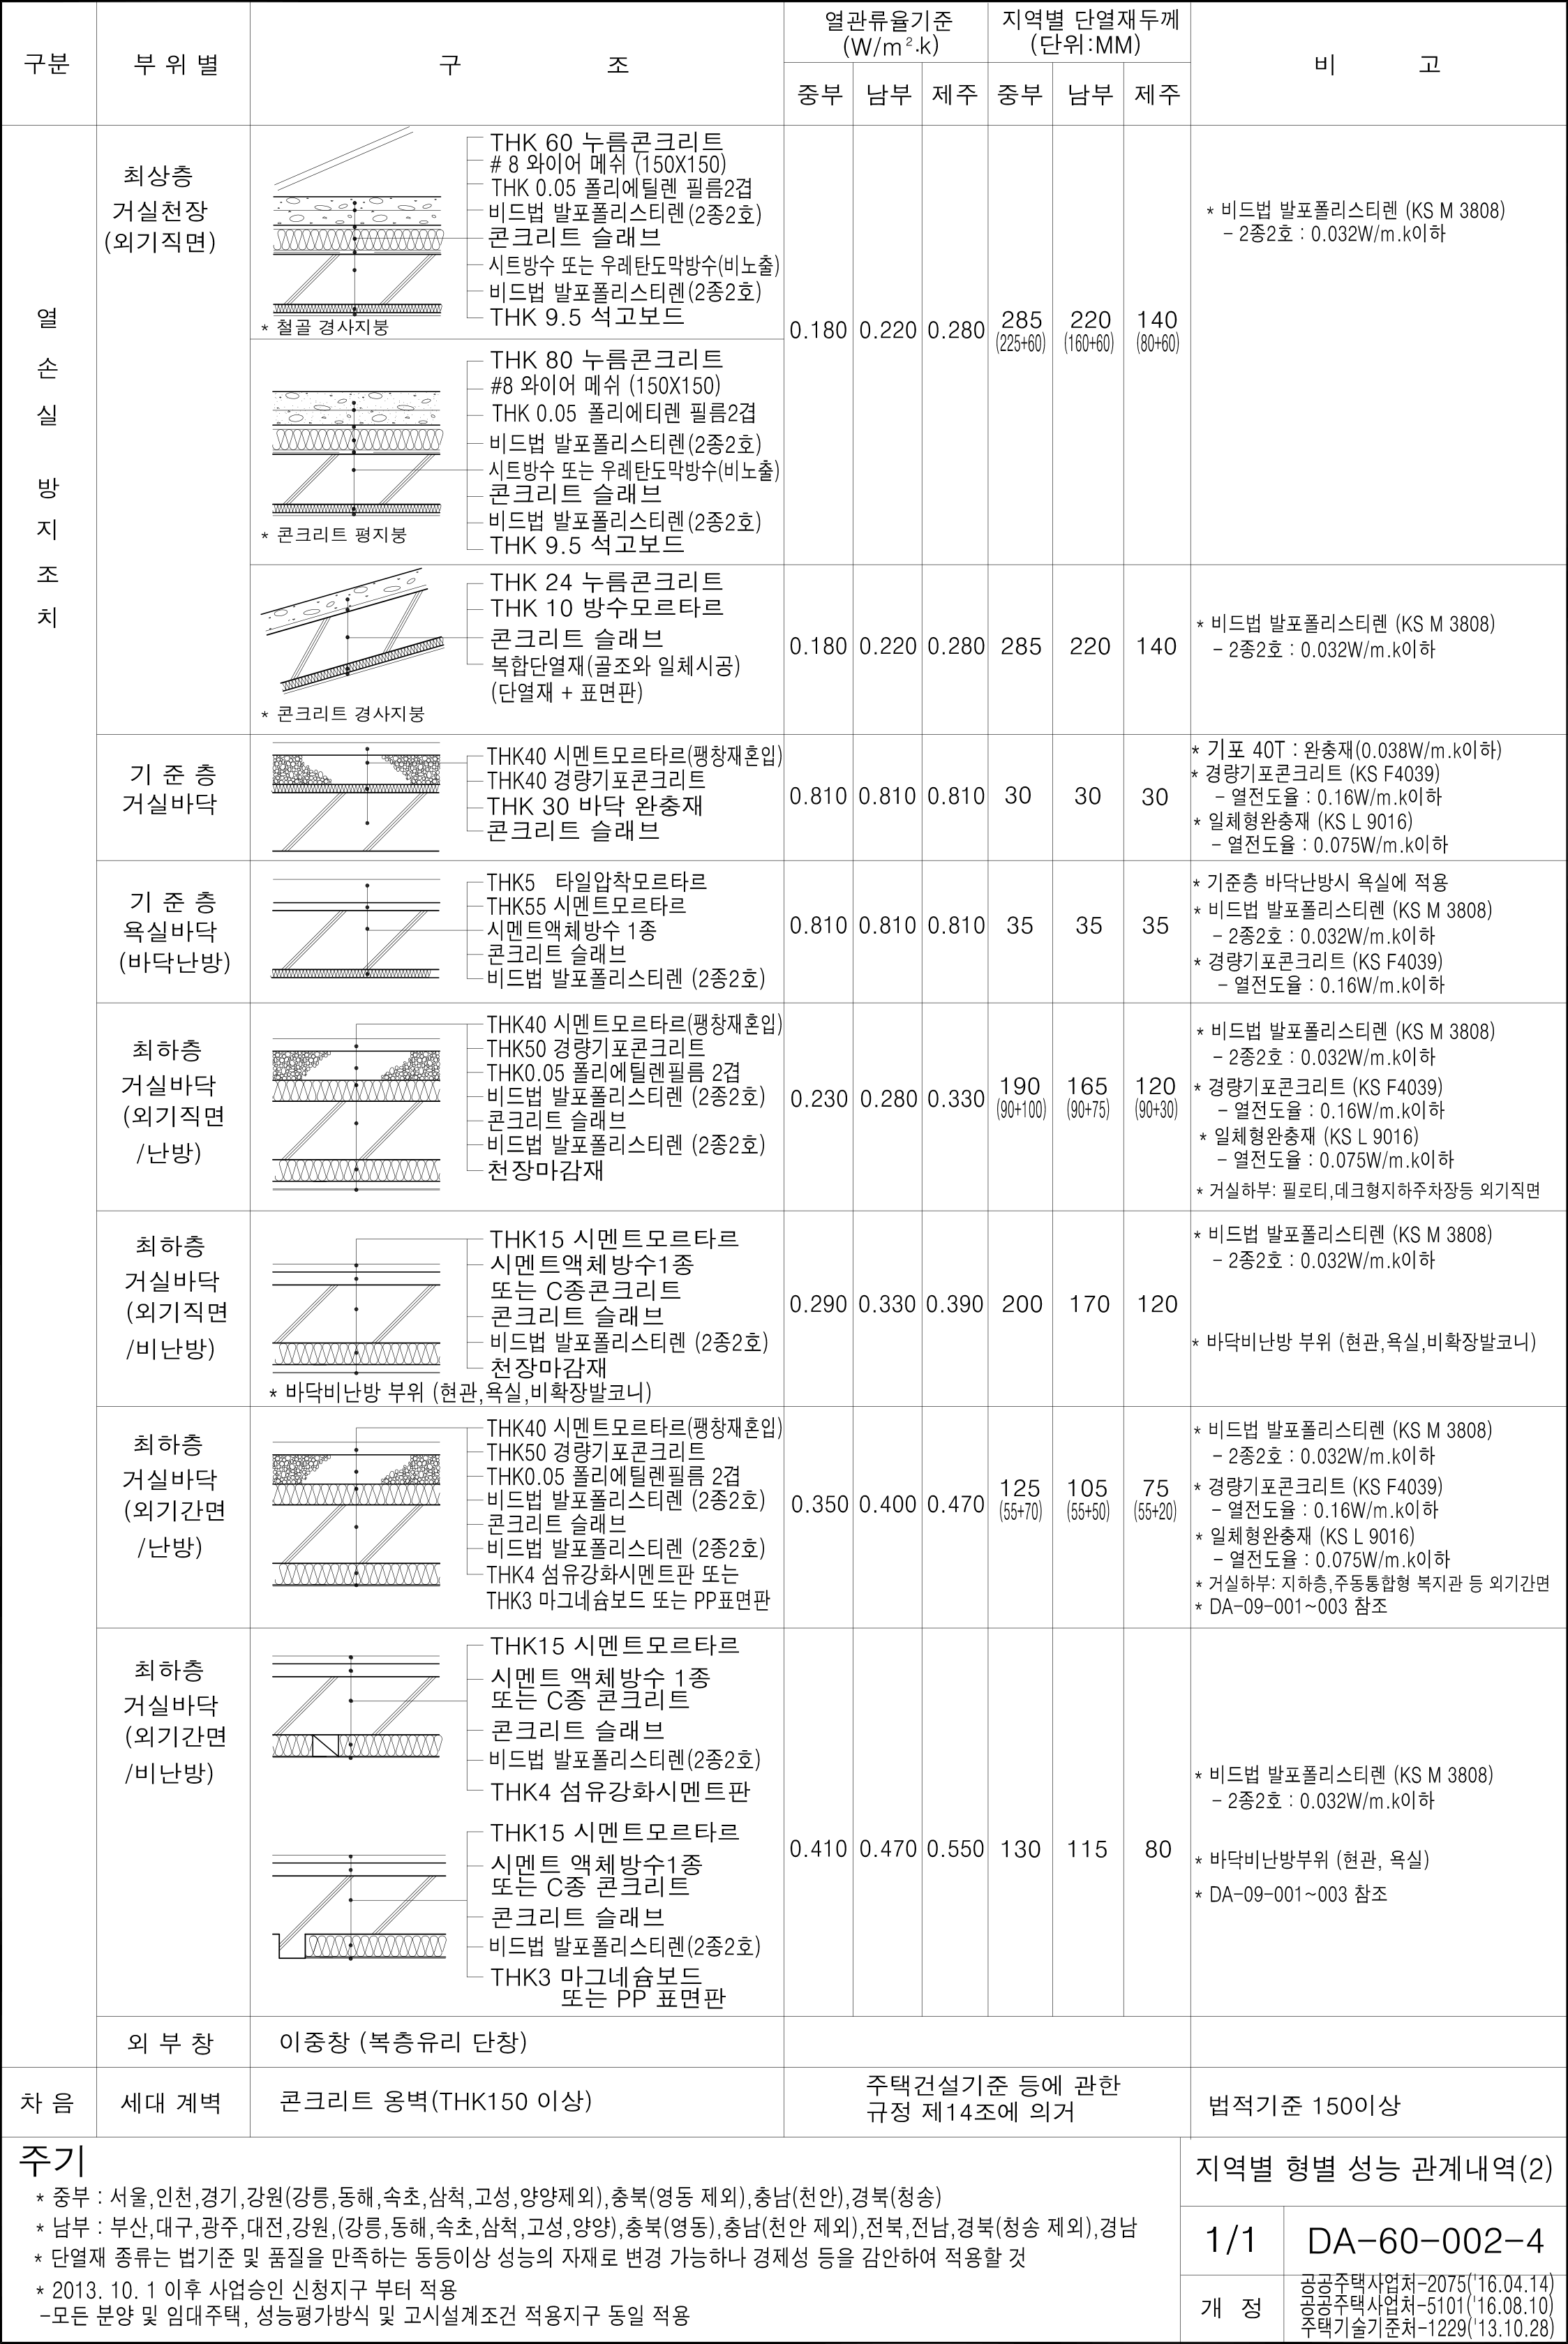 구분
부 위 별
구 조
열관류율기준
(W/m².k)
지역별 단열재두께
(단위:MM)
비 고
중부 남부 제주 중부 남부 제주
열손실 방지조치
최상층
거실천장
(외기직면)
THK 60 누름콘크리트
# 8 와이어 메쉬 (150X150)
THK 0.05 폴리에틸렌 필름2겹
비드법 발포폴리스티렌(2종2호)
콘크리트 슬래브
시트방수 또는 우레탄도막방수(비노출)
비드법 발포폴리스티렌(2종2호)
THK 9.5 석고보드
* 철골 경사지붕
THK 80 누름콘크리트
#8 와이어 메쉬 (150X150)
THK 0.05 폴리에티렌 필름2겹
비드법 발포폴리스티렌(2종2호)
시트방수 또는 우레탄도막방수(비노출)
콘크리트 슬래브
비드법 발포폴리스티렌(2종2호)
THK 9.5 석고보드
* 콘크리트 평지붕
0.180 0.220 0.280 285 220 140
(225+60) (160+60) (80+60)
* 비드법 발포폴리스티렌 (KS M 3808)
- 2종2호 : 0.032W/m.k이하
THK 24 누름콘크리트
THK 10 방수모르타르
콘크리트 슬래브
복합단열재(골조와 일체시공)
(단열재 + 표면판)
* 콘크리트 경사지붕
0.180 0.220 0.280 285 220 140
* 비드법 발포폴리스티렌 (KS M 3808)
- 2종2호 : 0.032W/m.k이하
기 준 층
거실바닥
THK40 시멘트모르타르(팽창재혼입)
THK40 경량기포콘크리트
THK 30 바닥 완충재
콘크리트 슬래브
0.810 0.810 0.810 30 30 30
* 기포 40T : 완충재(0.038W/m.k이하)
* 경량기포콘크리트 (KS F4039)
- 열전도율 : 0.16W/m.k이하
* 일체형완충재 (KS L 9016)
- 열전도율 : 0.075W/m.k이하
기 준 층
욕실바닥
(바닥난방)
THK5 타일압착모르타르
THK55 시멘트모르타르
시멘트액체방수 1종
콘크리트 슬래브
비드법 발포폴리스티렌 (2종2호)
0.810 0.810 0.810 35 35 35
* 기준층 바닥난방시 욕실에 적용
* 비드법 발포폴리스티렌 (KS M 3808)
- 2종2호 : 0.032W/m.k이하
* 경량기포콘크리트 (KS F4039)
- 열전도율 : 0.16W/m.k이하
최하층
거실바닥
(외기직면
/난방)
THK40 시멘트모르타르(팽창재혼입)
THK50 경량기포콘크리트
THK0.05 폴리에틸렌필름 2겹
비드법 발포폴리스티렌 (2종2호)
콘크리트 슬래브
비드법 발포폴리스티렌 (2종2호)
천장마감재
0.230 0.280 0.330 190 165 120
(90+100) (90+75) (90+30)
* 비드법 발포폴리스티렌 (KS M 3808)
- 2종2호 : 0.032W/m.k이하
* 경량기포콘크리트 (KS F4039)
- 열전도율 : 0.16W/m.k이하
* 일체형완충재 (KS L 9016)
- 열전도율 : 0.075W/m.k이하
* 거실하부: 필로티,데크형지하주차장등 외기직면
최하층
거실바닥
(외기직면
/비난방)
THK15 시멘트모르타르
시멘트액체방수1종
또는 C종콘크리트
콘크리트 슬래브
비드법 발포폴리스티렌 (2종2호)
천장마감재
* 바닥비난방 부위 (현관,욕실,비확장발코니)
0.290 0.330 0.390 200 170 120
* 비드법 발포폴리스티렌 (KS M 3808)
- 2종2호 : 0.032W/m.k이하
* 바닥비난방 부위 (현관,욕실,비확장발코니)
최하층
거실바닥
(외기간면
/난방)
THK40 시멘트모르타르(팽창재혼입)
THK50 경량기포콘크리트
THK0.05 폴리에틸렌필름 2겹
비드법 발포폴리스티렌 (2종2호)
콘크리트 슬래브
비드법 발포폴리스티렌 (2종2호)
THK4 섬유강화시멘트판 또는
THK3 마그네슘보드 또는 PP표면판
0.350 0.400 0.470 125 105 75
(55+70) (55+50) (55+20)
* 비드법 발포폴리스티렌 (KS M 3808)
- 2종2호 : 0.032W/m.k이하
* 경량기포콘크리트 (KS F4039)
- 열전도율 : 0.16W/m.k이하
* 일체형완충재 (KS L 9016)
- 열전도율 : 0.075W/m.k이하
* 거실하부: 지하층,주동통합형 복지관 등 외기간면
* DA-09-001~003 참조
최하층
거실바닥
(외기간면
/비난방)
THK15 시멘트모르타르
시멘트 액체방수 1종
또는 C종 콘크리트
콘크리트 슬래브
비드법 발포폴리스티렌(2종2호)
THK4 섬유강화시멘트판
THK15 시멘트모르타르
시멘트 액체방수1종
또는 C종 콘크리트
콘크리트 슬래브
비드법 발포폴리스티렌(2종2호)
THK3 마그네슘보드
또는 PP 표면판
0.410 0.470 0.550 130 115 80
* 비드법 발포폴리스티렌 (KS M 3808)
- 2종2호 : 0.032W/m.k이하
* 바닥비난방부위 (현관, 욕실)
* DA-09-001~003 참조
외 부 창
이중창 (복층유리 단창)
차 음
세대 계벽
콘크리트 옹벽(THK150 이상)
주택건설기준 등에 관한
규정 제14조에 의거
법적기준 150이상
주기
* 중부 : 서울,인천,경기,강원(강릉,동해,속초,삼척,고성,양양제외),충북(영동 제외),충남(천안),경북(청송)
* 남부 : 부산,대구,광주,대전,강원,(강릉,동해,속초,삼척,고성,양양),충북(영동),충남(천안 제외),전북,전남,경북(청송 제외),경남
* 단열재 종류는 법기준 및 품질을 만족하는 동등이상 성능의 자재로 변경 가능하나 경제성 등을 감안하여 적용할 것
* 2013. 10. 1 이후 사업승인 신청지구 부터 적용
-모든 분양 및 임대주택, 성능평가방식 및 고시설계조건 적용지구 동일 적용
지역별 형별 성능 관계내역(2)
1/1
DA-60-002-4
개 정
공공주택사업처-2075('16.04.14)
공공주택사업처-5101('16.08.10)
주택기술기준처-1229('13.10.28)